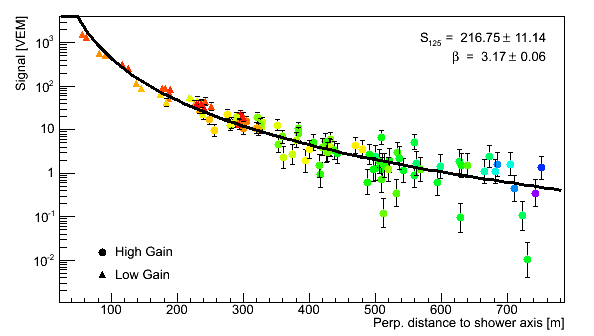 Signal [VEM]
10³
10²
10
1
10⁻¹
10⁻²
S₁₂₅ = 216.75 ± 11.14
β = 3.17 ± 0.06
High Gain
Low Gain
100 200 300 400 500 600 700
Perp. distance to shower axis [m]